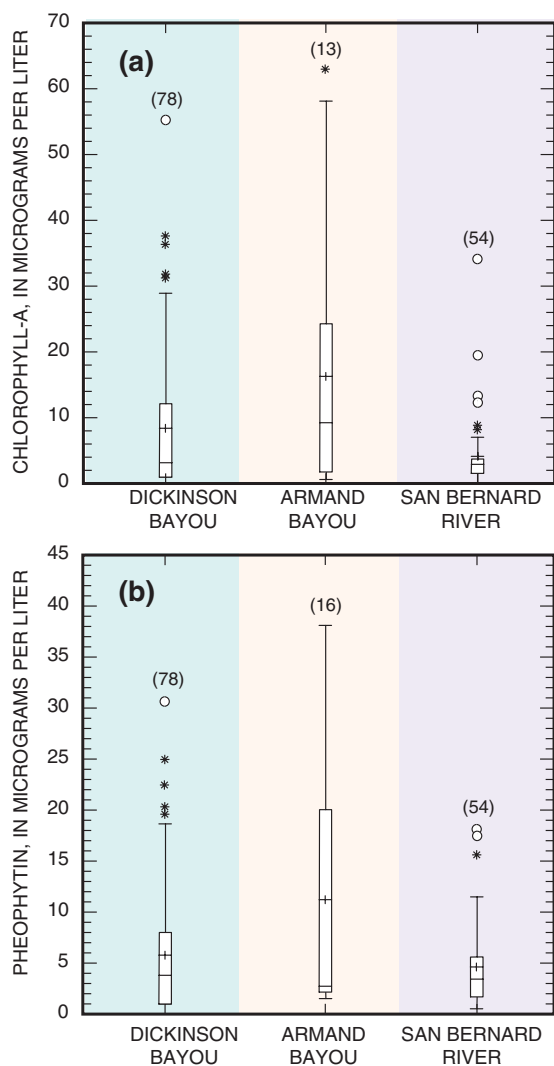 (a)
CHLOROPHYLL-A, IN MICROGRAMS PER LITER
70
60
50
40
30
20
10
0
(78)
(13)
(54)
DICKINSON BAYOU
ARMAND BAYOU
SAN BERNARD RIVER
(b)
PHEOPHYTIN, IN MICROGRAMS PER LITER
45
40
35
30
25
20
15
10
5
0
(78)
(16)
(54)
DICKINSON BAYOU
ARMAND BAYOU
SAN BERNARD RIVER